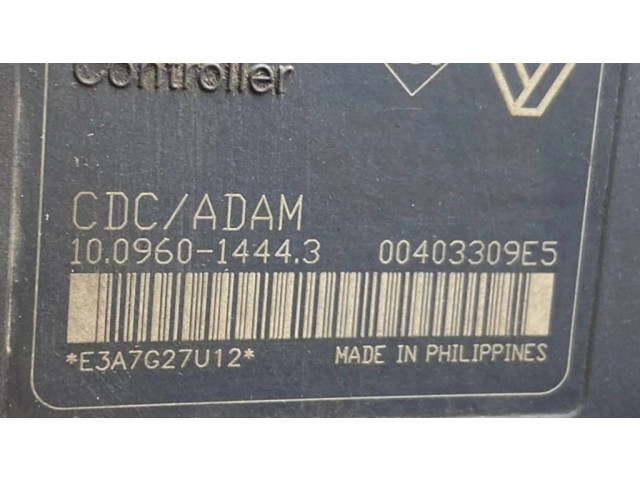 Controller
CDC/ADAM
10.0960-1444.3 00403309E5
*E3A7G27U12* MADE IN PHILIPPINES